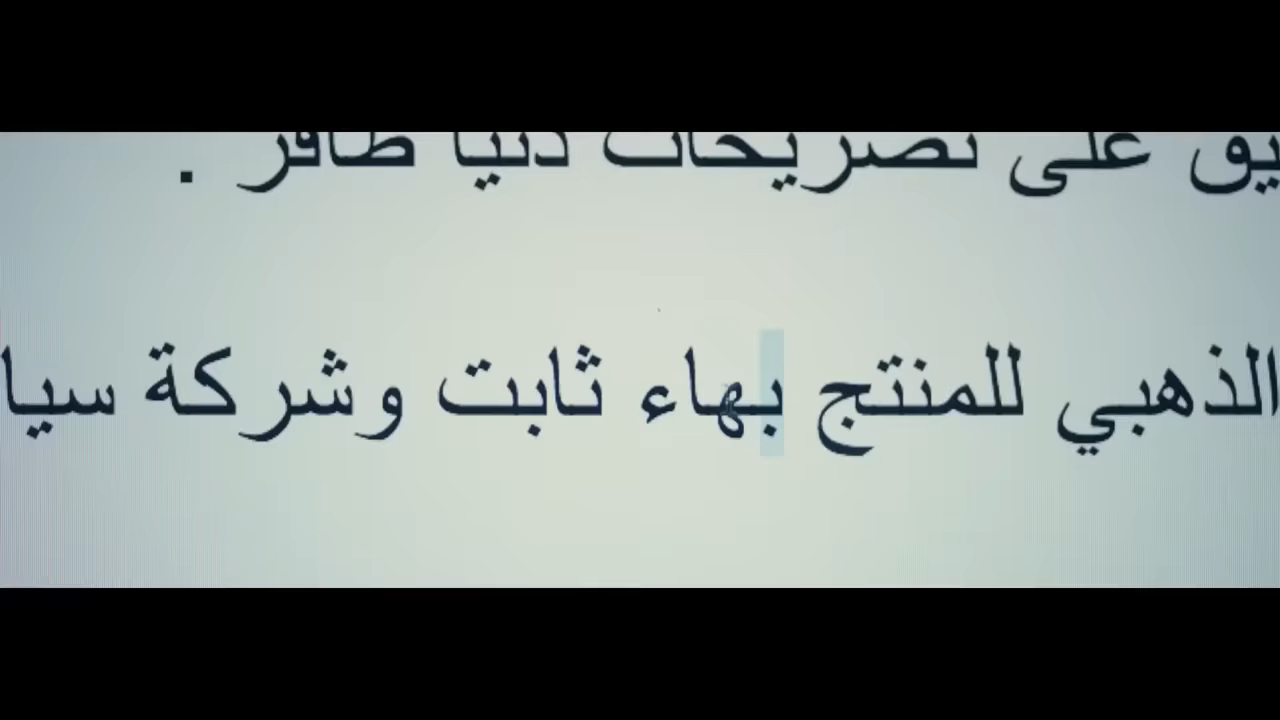 يق على تصريحات دنيا طافر .
الذهبي للمنتج بهاء ثابت وشركة سيا